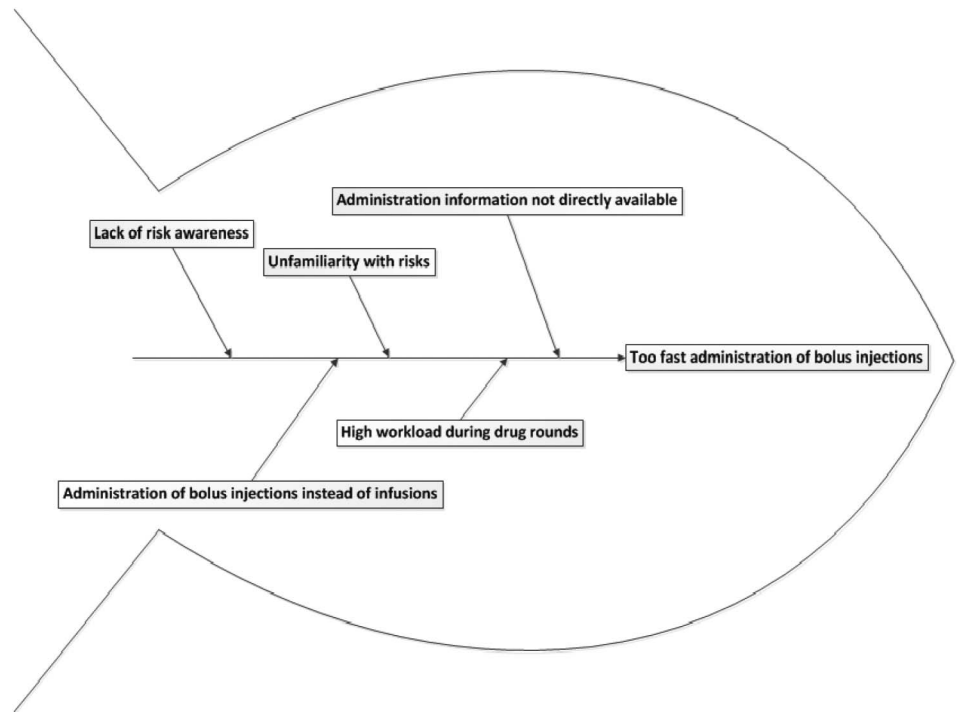 Administration information not directly available
Lack of risk awareness
Unfamiliarity with risks
Too fast administration of bolus injections
High workload during drug rounds
Administration of bolus injections instead of infusions